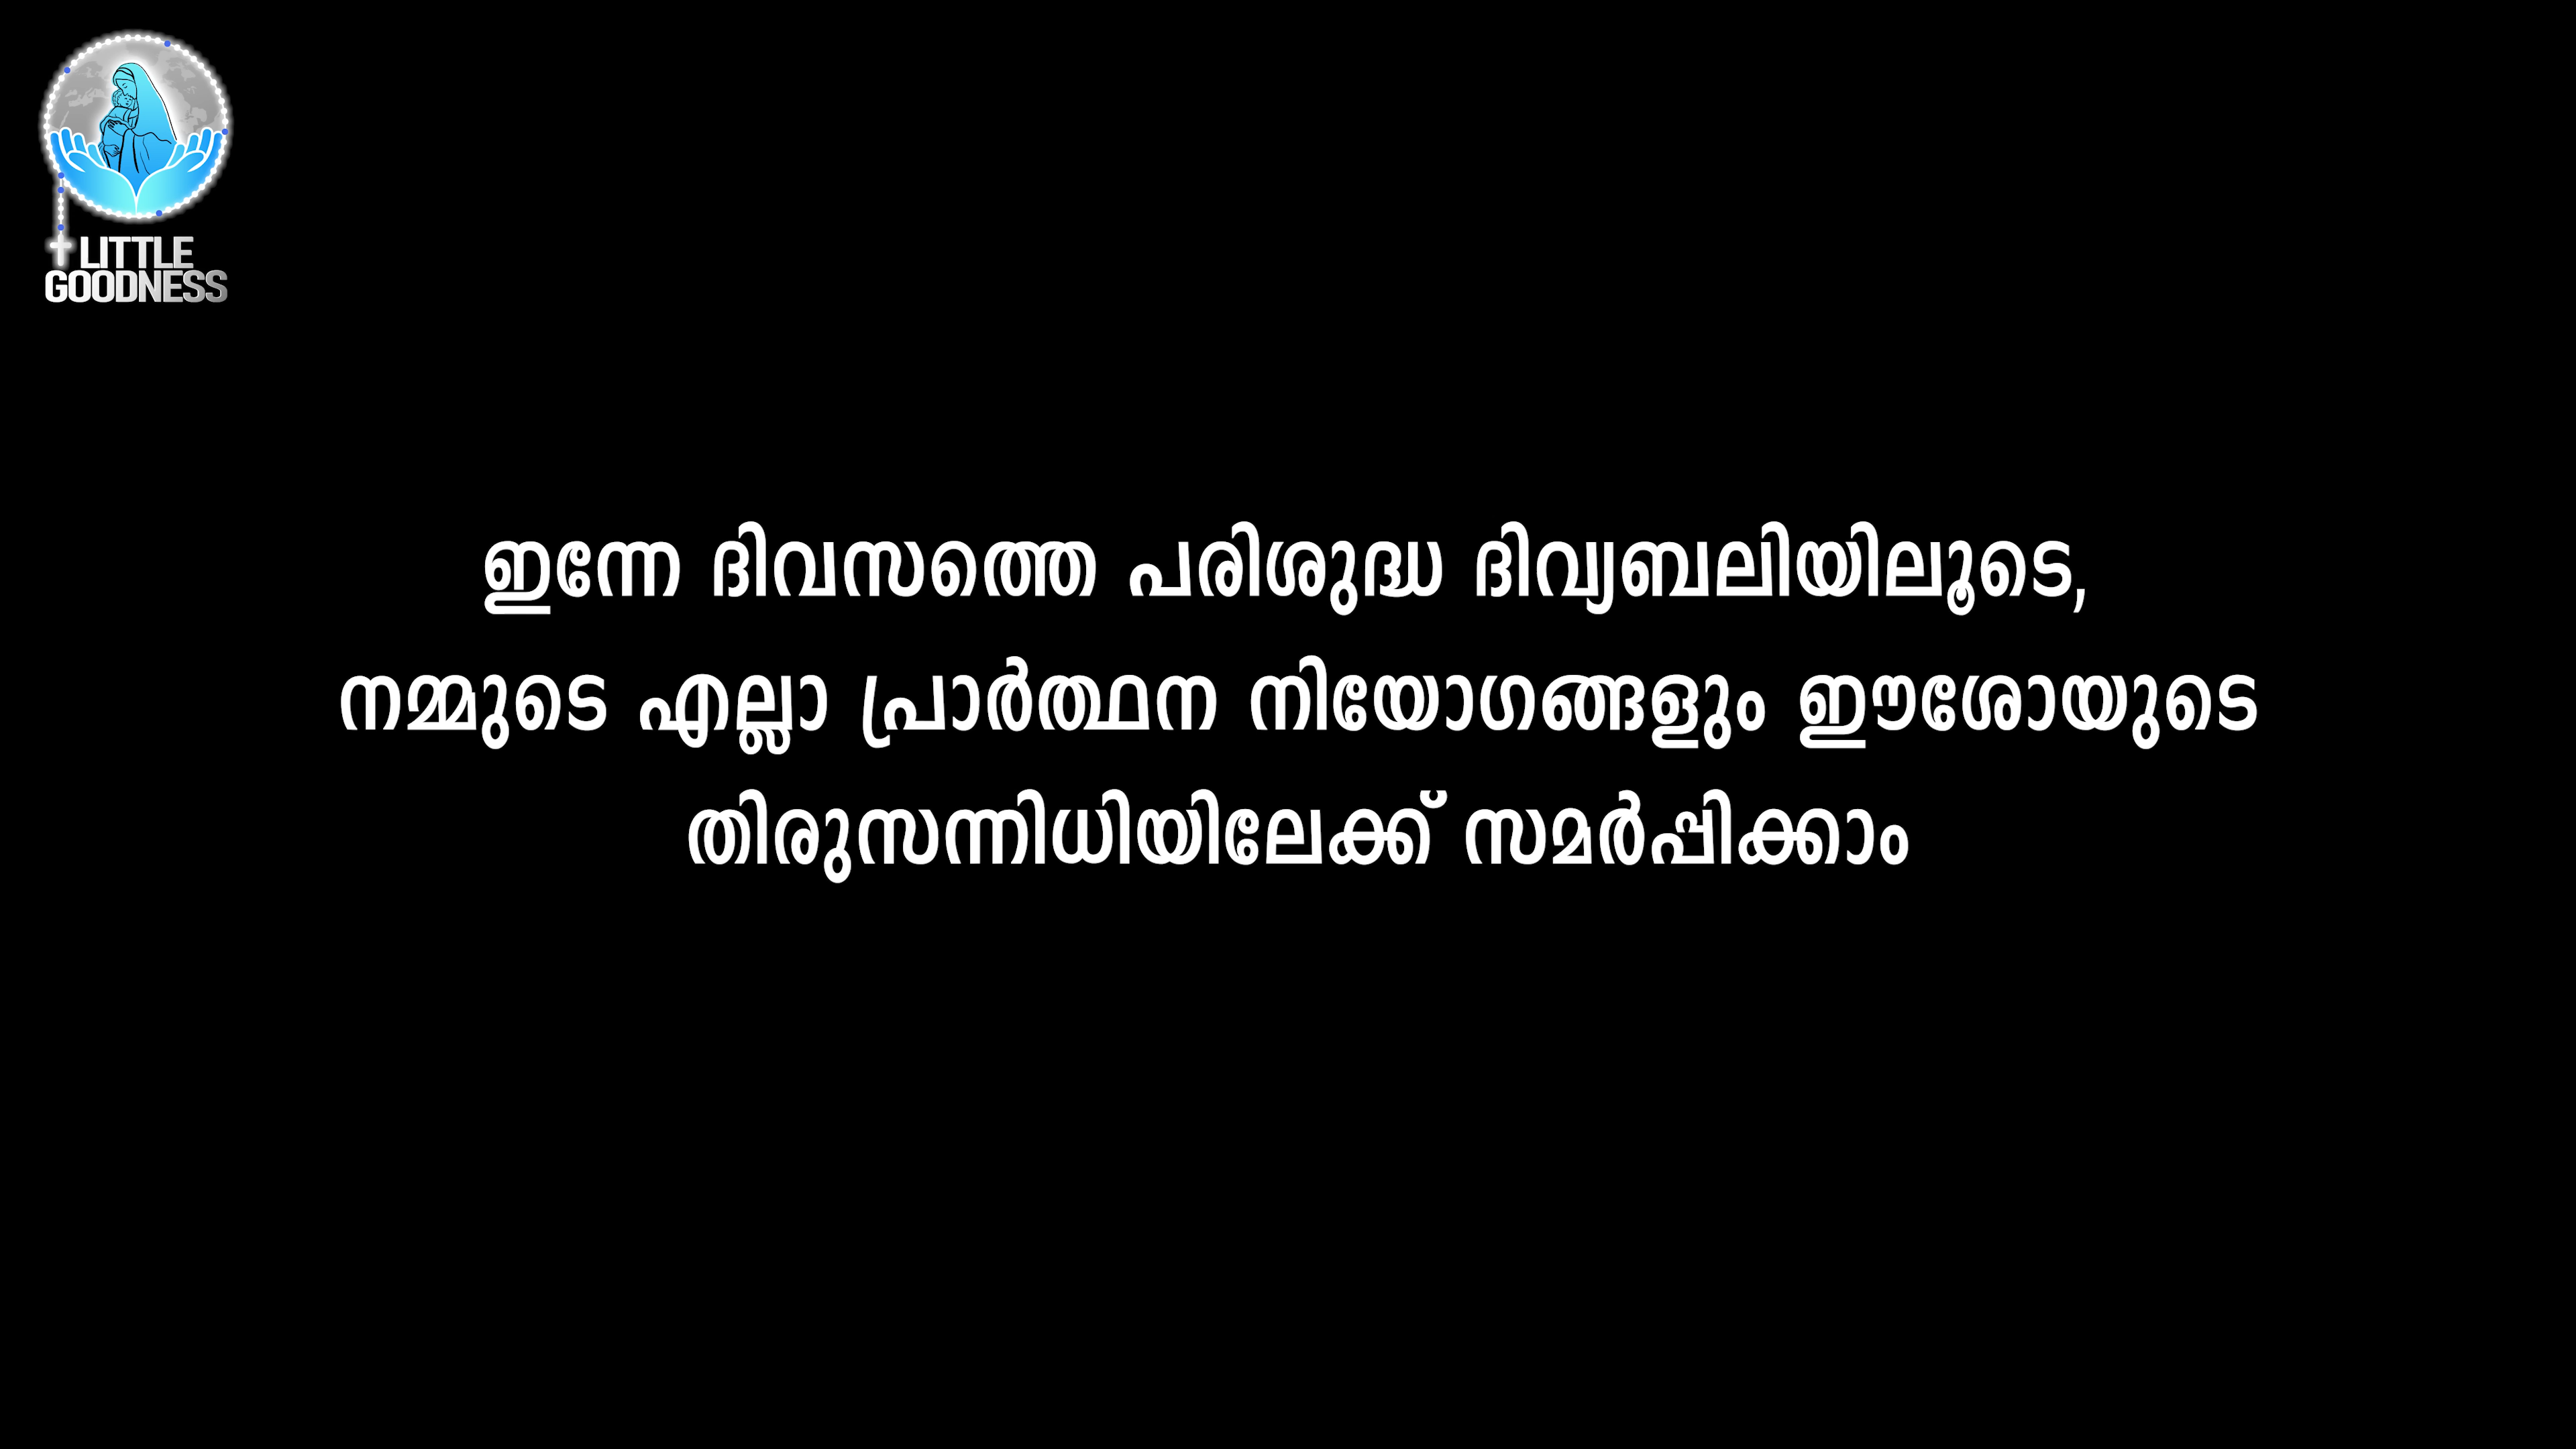 LITTLE
GOODNESS
ഇന്നേ ദിവസത്തെ പരിശുദ്ധ ദിവ്യബലിയിലൂടെ,
നമ്മുടെ എല്ലാ പ്രാർത്ഥന നിയോഗങ്ങളും ഈശോയുടെ
തിരുസന്നിധിയിലേക്ക് സമർപ്പിക്കാം